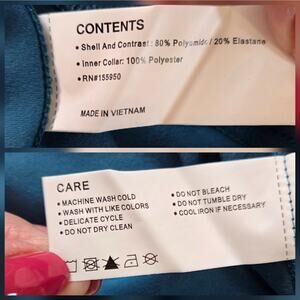 CONTENTS
• Shell And Contrast: 80% Polyamide / 20% Elastane
• Inner Collar: 100% Polyester
• RN#155950
MADE IN VIETNAM
CARE
• MACHINE WASH COLD
• WASH WITH LIKE COLORS
• DELICATE CYCLE
• DO NOT DRY CLEAN
• DO NOT BLEACH
• DO NOT TUMBLE DRY
• COOL IRON IF NECESSARY